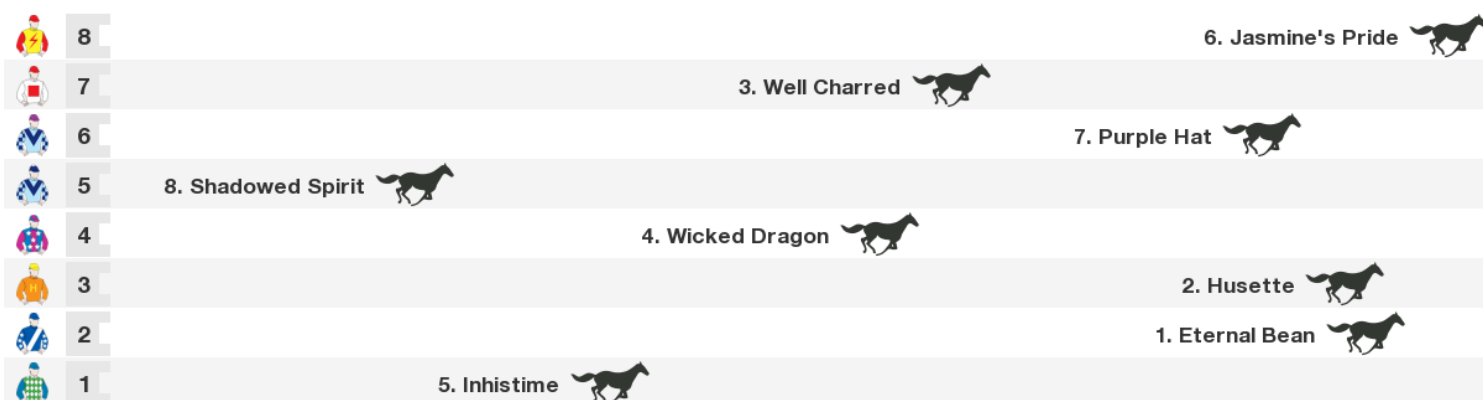 8 6. Jasmine's Pride
7 3. Well Charred
6 7. Purple Hat
5 8. Shadowed Spirit
4 4. Wicked Dragon
H 3 2. Husette
2 1. Eternal Bean
1 5. Inhistime